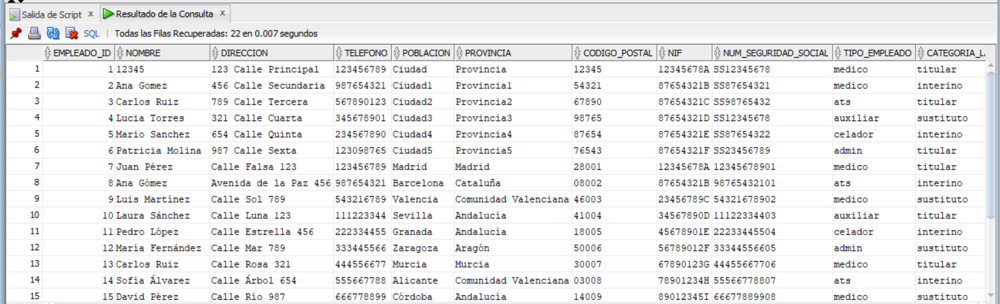 Salida de Script x Resultado de la Consulta x
SQL | Todas las Filas Recuperadas: 22 en 0.007 segundos
EMPLEADO_ID NOMBRE DIRECCION TELEFONO POBLACION PROVINCIA CODIGO_POSTAL NIF NUM_SEGURIDAD_SOCIAL TIPO_EMPLEADO CATEGORIA_L
1 1 12345 123 Calle Principal 123456789 Ciudad Provincia 12345 12345678A SS12345678 medico titular
2 2 Ana Gomez 456 Calle Secundaria 987654321 Ciudad1 Provincia1 54321 87654321B SS87654321 medico interino
3 3 Carlos Ruiz 789 Calle Tercera 567890123 Ciudad2 Provincia2 67890 87654321C SS98765432 ats titular
4 4 Lucia Torres 321 Calle Cuarta 345678901 Ciudad3 Provincia3 98765 87654321D SS12345678 auxiliar sustituto
5 5 Mario Sanchez 654 Calle Quinta 234567890 Ciudad4 Provincia4 87654 87654321E SS87654322 celador interino
6 6 Patricia Molina 987 Calle Sexta 123098765 Ciudad5 Provincia5 76543 87654321F SS23456789 admin titular
7 7 Juan Pérez Calle Falsa 123 123456789 Madrid Madrid 28001 12345678A 12345678901 medico titular
8 8 Ana Gómez Avenida de la Paz 456 987654321 Barcelona Cataluña 08002 87654321B 98765432101 ats interino
9 9 Luis Martínez Calle Sol 789 543216789 Valencia Comunidad Valenciana 46003 23456789C 54321678902 medico sustituto
10 10 Laura Sánchez Calle Luna 123 111223344 Sevilla Andalucía 41004 34567890D 11122334403 auxiliar titular
11 11 Pedro López Calle Estrella 456 222334455 Granada Andalucía 18005 45678901E 22233445504 celador interino
12 12 María Fernández Calle Mar 789 333445566 Zaragoza Aragón 50006 56789012F 33344556605 admin sustituto
13 13 Carlos Ruiz Calle Rosa 321 444556677 Murcia Murcia 30007 67890123G 44455667706 medico titular
14 14 Sofía Álvarez Calle Árbol 654 555667788 Alicante Comunidad Valenciana 03008 78901234H 55566778807 ats interino
15 15 David Pérez Calle Río 987 666778899 Córdoba Andalucía 14009 89012345I 66677889908 medico sustituto